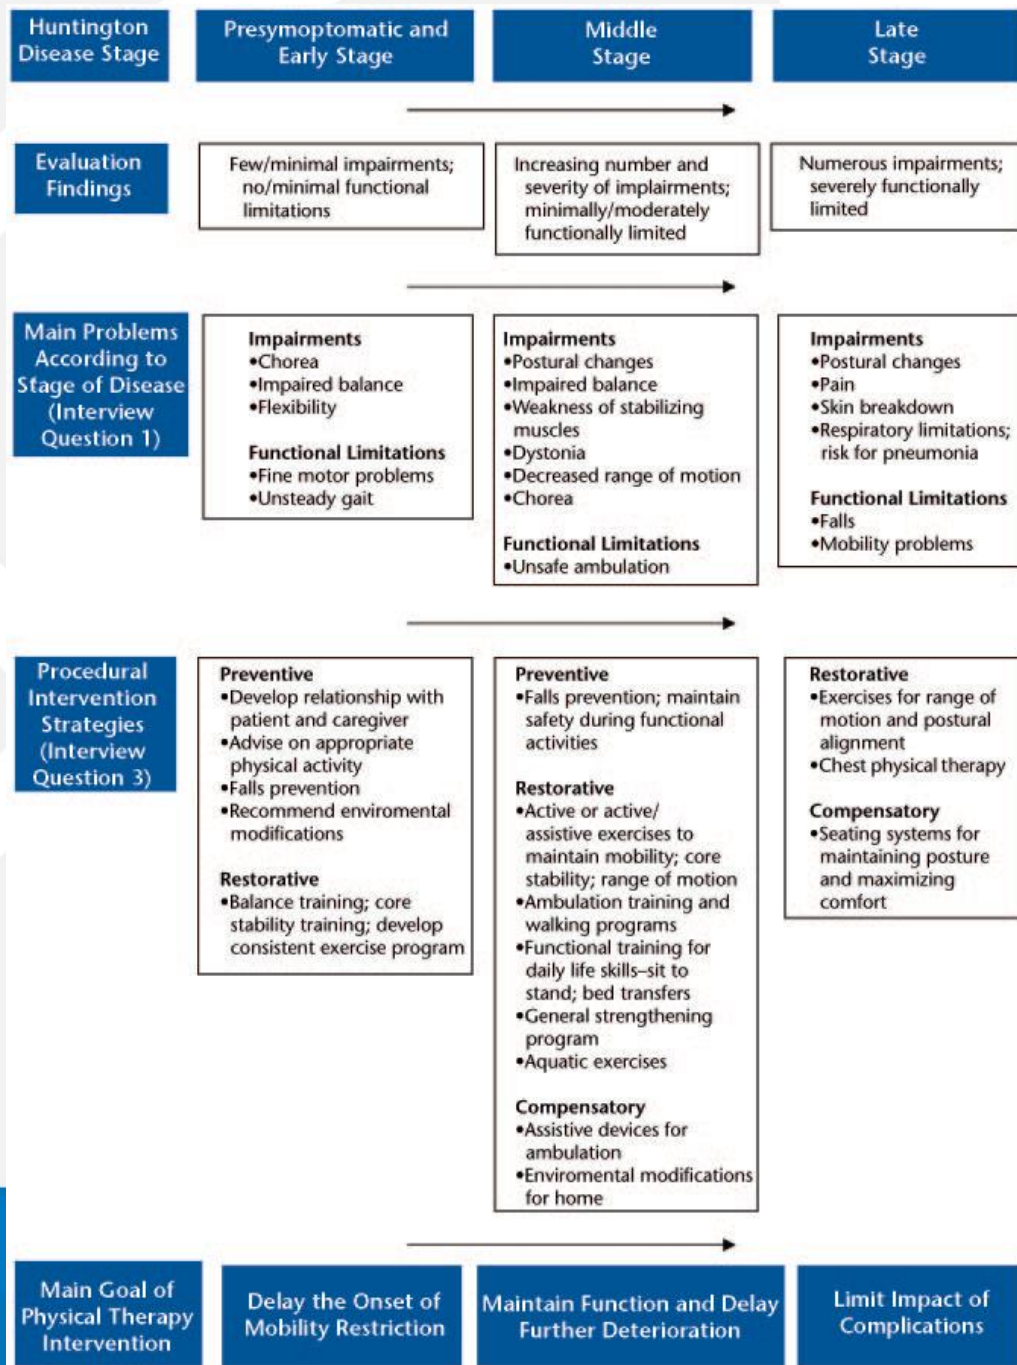 Huntington
Disease Stage
Presymoptomatic and
Early Stage
Middle
Stage
Late
Stage
Evaluation
Findings
Few/minimal impairments;
no/minimal functional
limitations
Increasing number and
severity of implairments;
minimally/moderately
functionally limited
Numerous impairments;
severely functionally
limited
Main Problems
According to
Stage of Disease
(Interview
Question 1)
Impairments
•Chorea
•Impaired balance
•Flexibility
Functional Limitations
•Fine motor problems
•Unsteady gait
Impairments
•Postural changes
•Impaired balance
•Weakness of stabilizing
muscles
•Dystonia
•Decreased range of motion
•Chorea
Functional Limitations
•Unsafe ambulation
Impairments
•Postural changes
•Pain
•Skin breakdown
•Respiratory limitations;
risk for pneumonia
Functional Limitations
•Falls
•Mobility problems
Procedural
Intervention
Strategies
(Interview
Question 3)
Preventive
•Develop relationship with
patient and caregiver
•Advise on appropriate
physical activity
•Falls prevention
•Recommend enviromental
modifications
Restorative
•Balance training; core
stability training; develop
consistent exercise program
Preventive
•Falls prevention; maintain
safety during functional
activities
Restorative
•Active or active/
assistive exercises to
maintain mobility; core
stability; range of motion
•Ambulation training and
walking programs
•Functional training for
daily life skills–sit to
stand; bed transfers
•General strengthening
program
•Aquatic exercises
Compensatory
•Assistive devices for
ambulation
•Enviromental modifications
for home
Restorative
•Exercises for range of
motion and postural
alignment
•Chest physical therapy
Compensatory
•Seating systems for
maintaining posture
and maximizing
comfort
Main Goal of
Physical Therapy
Intervention
Delay the Onset of
Mobility Restriction
Maintain Function and Delay
Further Deterioration
Limit Impact of
Complications